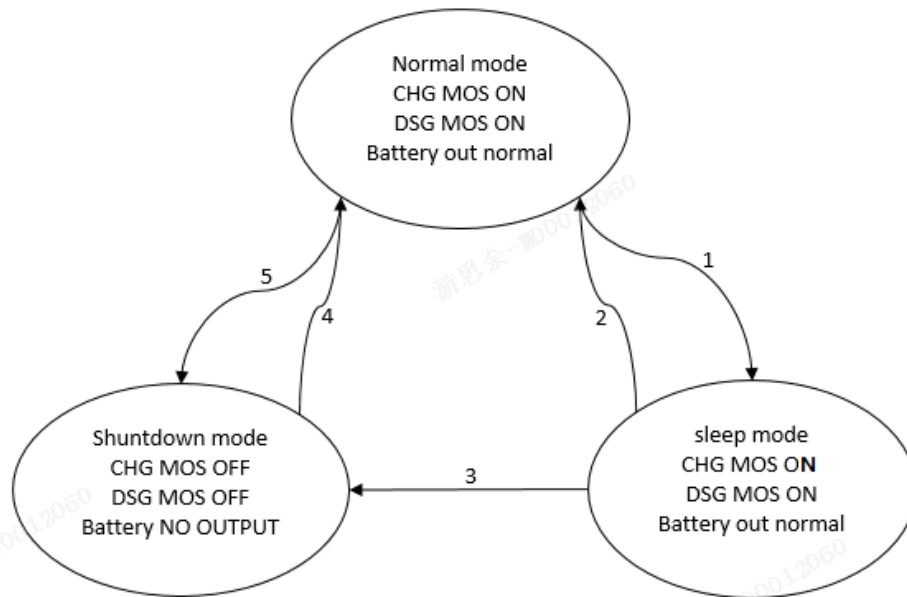 Normal mode
CHG MOS ON
DSG MOS ON
Battery out normal
5
4
1
2
3
Shuntdown mode
CHG MOS OFF
DSG MOS OFF
Battery NO OUTPUT
sleep mode
CHG MOS ON
DSG MOS ON
Battery out normal
00012060